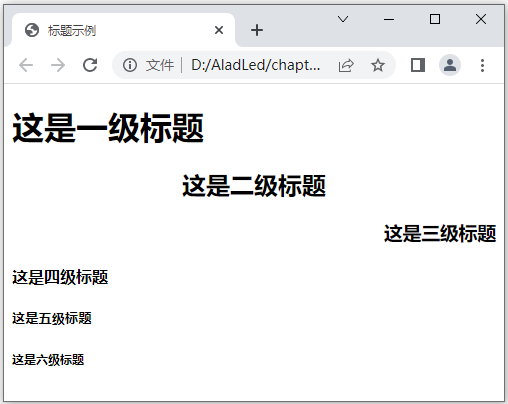 标题示例
文件 D:/AladLed/chapt...
这是一级标题
这是二级标题
这是三级标题
这是四级标题
这是五级标题
这是六级标题